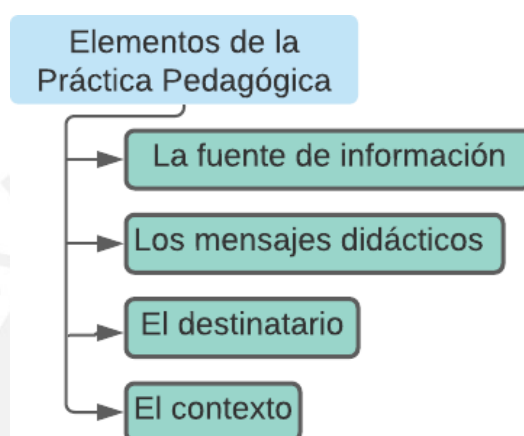 Elementos de la
Práctica Pedagógica
La fuente de información
Los mensajes didácticos
El destinatario
El contexto